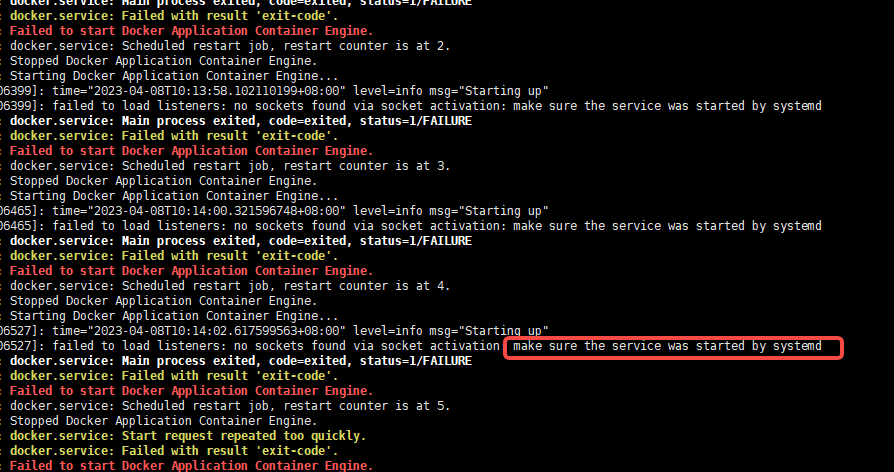 : docker.service: Main process exited, code=exited, status=1/FAILURE
: docker.service: Failed with result 'exit-code'.
: Failed to start Docker Application Container Engine.
: docker.service: Scheduled restart job, restart counter is at 2.
: Stopped Docker Application Container Engine.
: Starting Docker Application Container Engine...
06399]: time="2023-04-08T10:13:58.102110199+08:00" level=info msg="Starting up"
06399]: failed to load listeners: no sockets found via socket activation: make sure the service was started by systemd
: docker.service: Main process exited, code=exited, status=1/FAILURE
: docker.service: Failed with result 'exit-code'.
: Failed to start Docker Application Container Engine.
: docker.service: Scheduled restart job, restart counter is at 3.
: Stopped Docker Application Container Engine.
: Starting Docker Application Container Engine...
06465]: time="2023-04-08T10:14:00.321596748+08:00" level=info msg="Starting up"
06465]: failed to load listeners: no sockets found via socket activation: make sure the service was started by systemd
: docker.service: Main process exited, code=exited, status=1/FAILURE
: docker.service: Failed with result 'exit-code'.
: Failed to start Docker Application Container Engine.
: docker.service: Scheduled restart job, restart counter is at 4.
: Stopped Docker Application Container Engine.
: Starting Docker Application Container Engine...
06527]: time="2023-04-08T10:14:02.617599563+08:00" level=info msg="Starting up"
06527]: failed to load listeners: no sockets found via socket activation: make sure the service was started by systemd
: docker.service: Main process exited, code=exited, status=1/FAILURE
: docker.service: Failed with result 'exit-code'.
: Failed to start Docker Application Container Engine.
: docker.service: Scheduled restart job, restart counter is at 5.
: Stopped Docker Application Container Engine.
: docker.service: Start request repeated too quickly.
: docker.service: Failed with result 'exit-code'.
: Failed to start Docker Application Container Engine.